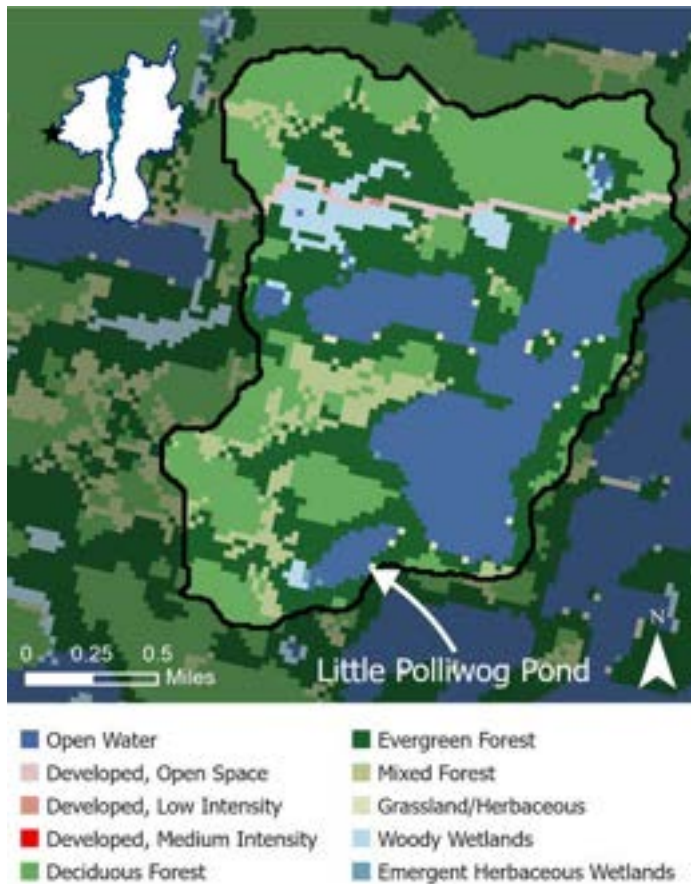 N
0 0.25 0.5
Miles
Little Polliwog Pond
Open Water
Developed, Open Space
Developed, Low Intensity
Developed, Medium Intensity
Deciduous Forest
Evergreen Forest
Mixed Forest
Grassland/Herbaceous
Woody Wetlands
Emergent Herbaceous Wetlands